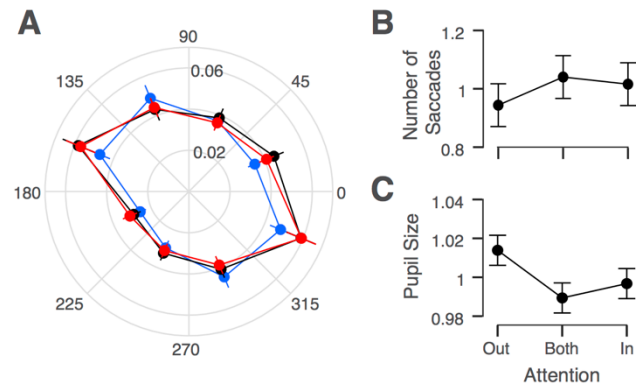 A
90
135
0.06
45
0.02
180
0
225
315
270
B
Number of
Saccades
1.2
1
0.8
C
Pupil Size
1.04
1.02
1
0.98
Out Both In
Attention